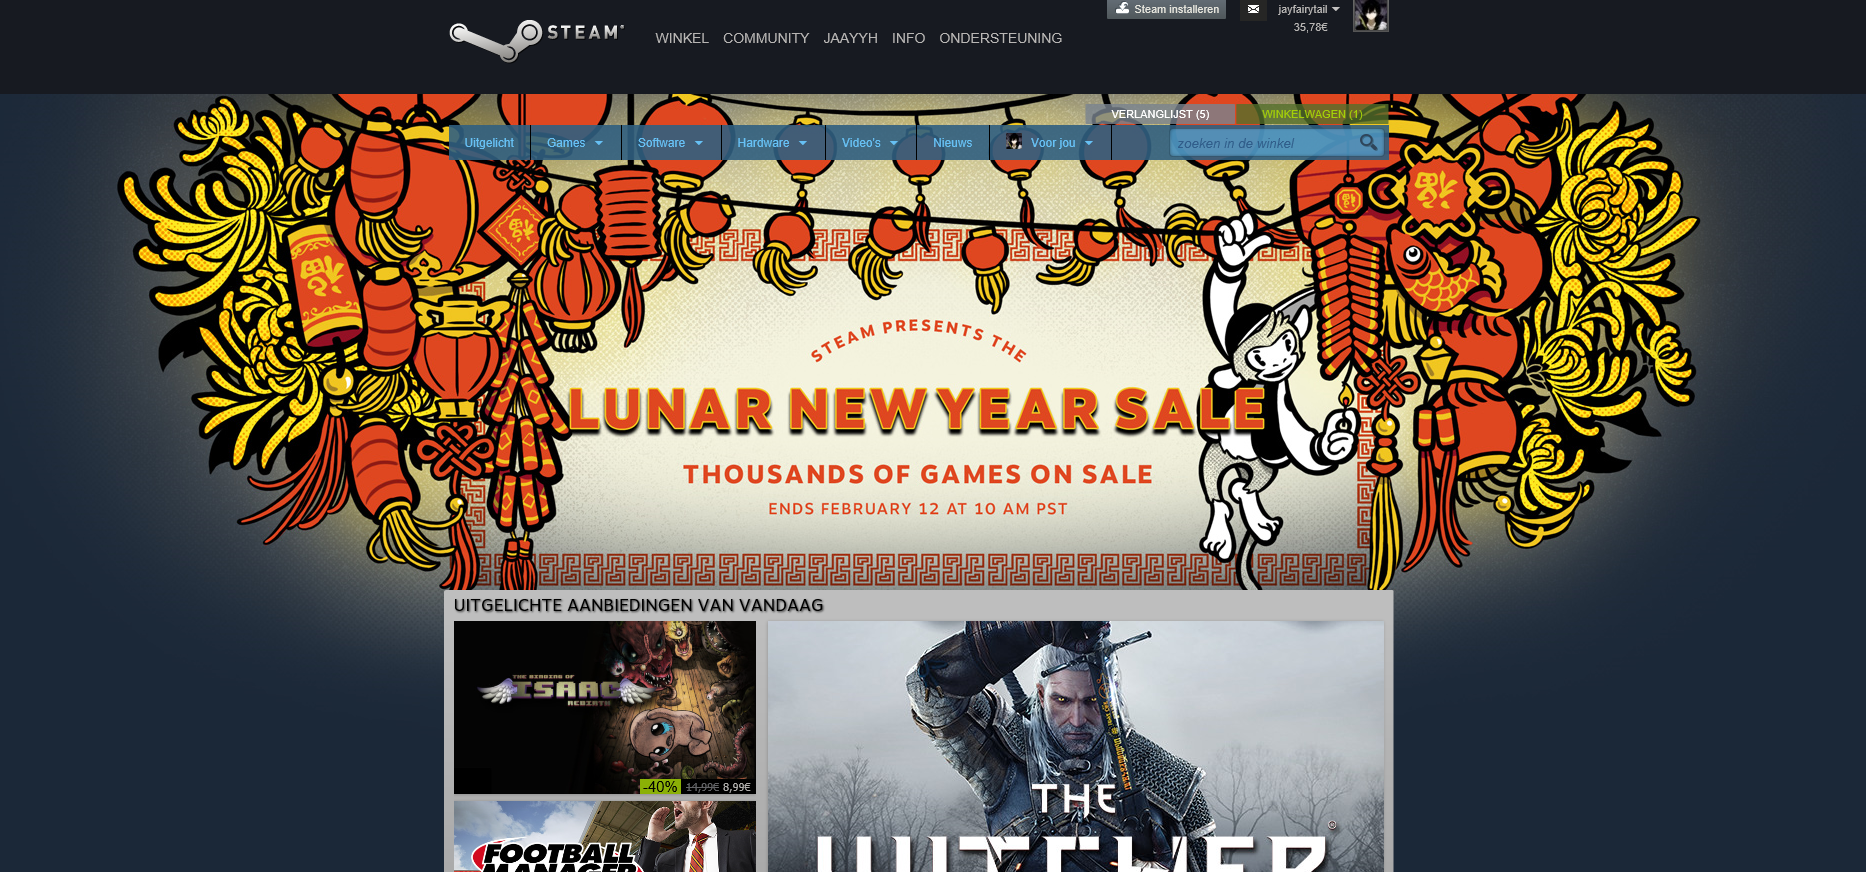 Steam installeren
jayfairytail
35,78€
STEAM
WINKEL COMMUNITY JAAYYH INFO ONDERSTEUNING
VERLANGLIJST (5) WINKELWAGEN (1)
Uitgelicht Games Software Hardware Video's Nieuws Voor jou zoeken in de winkel
福
福
福
STEAM PRESENTS THE
LUNAR NEW YEAR SALE
THOUSANDS OF GAMES ON SALE
ENDS FEBRUARY 12 AT 10 AM PST
UITGELICHTE AANBIEDINGEN VAN VANDAAG
THE BINDING OF
ISAAC
REBIRTH
-40% 14,99€ 8,99€
FOOTBALL
MANAGER
THE
WITCHER